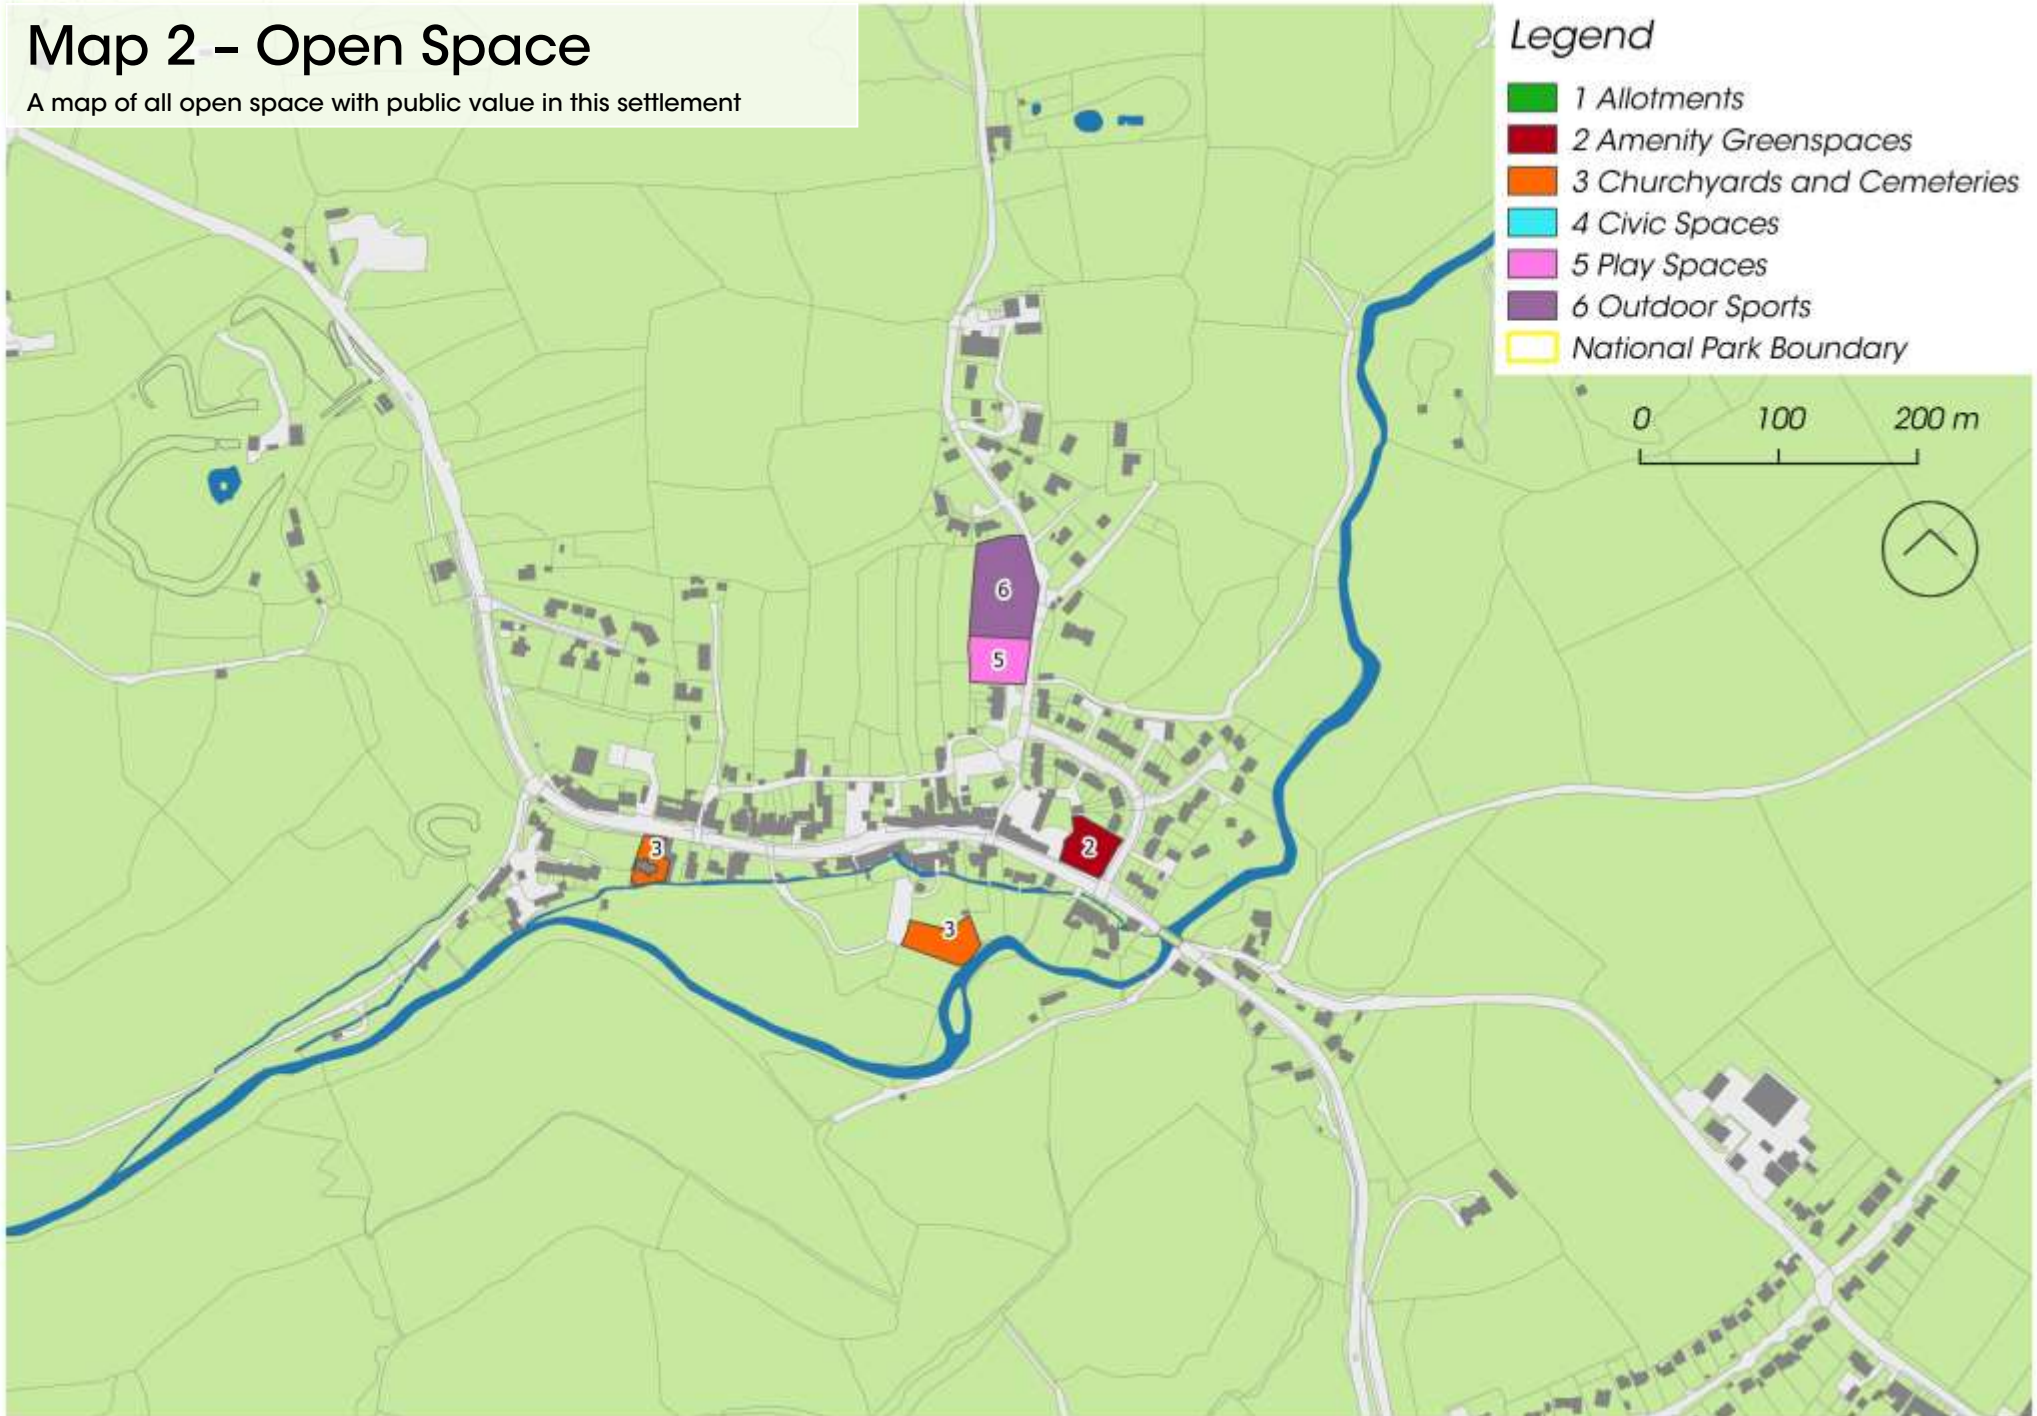 Map 2 – Open Space
A map of all open space with public value in this settlement
Legend
1 Allotments
2 Amenity Greenspaces
3 Churchyards and Cemeteries
4 Civic Spaces
5 Play Spaces
6 Outdoor Sports
National Park Boundary
0 100 200 m
6
5
3
2
3